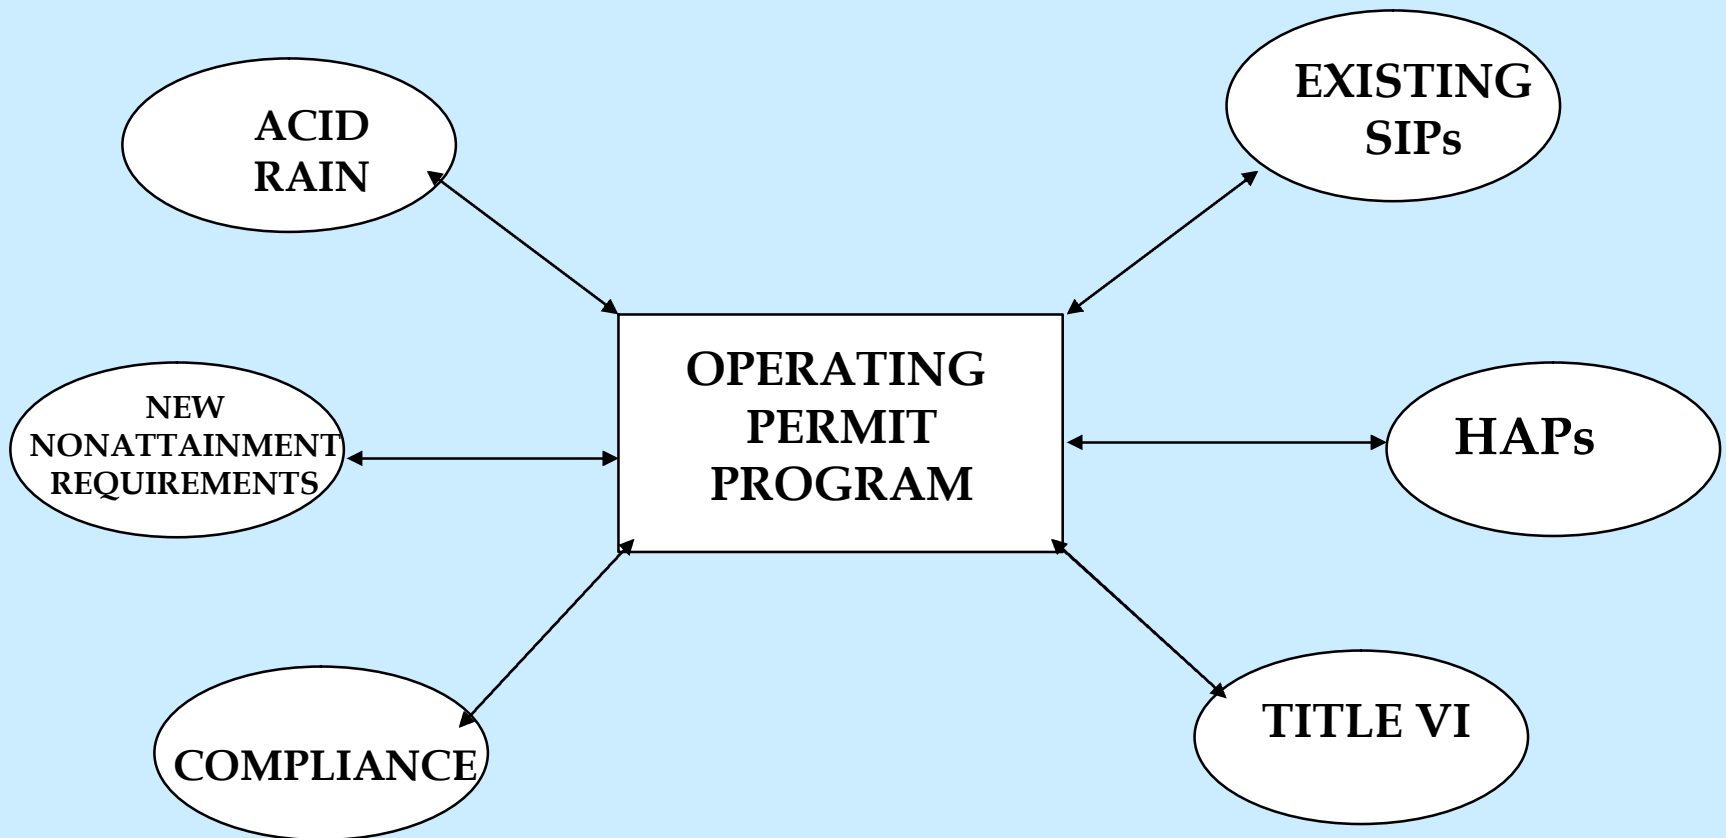 ACID
RAIN
EXISTING
SIPs
OPERATING
PERMIT
PROGRAM
NEW
NONATTAINMENT
REQUIREMENTS
HAPs
COMPLIANCE
TITLE VI